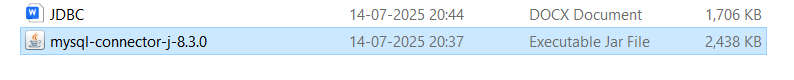 JDBC 14-07-2025 20:44 DOCX Document 1,706 KB
mysql-connector-j-8.3.0 14-07-2025 20:37 Executable Jar File 2,438 KB